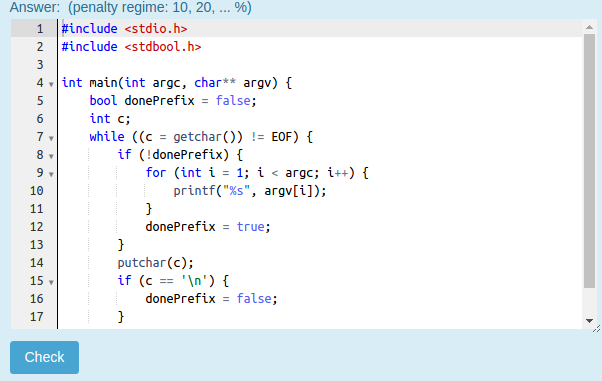 Answer: (penalty regime: 10, 20, ... %)
1 #include <stdio.h>
2 #include <stdbool.h>
3
4 int main(int argc, char** argv) {
5     bool donePrefix = false;
6     int c;
7     while ((c = getchar()) != EOF) {
8         if (!donePrefix) {
9             for (int i = 1; i < argc; i++) {
10                 printf("%s", argv[i]);
11             }
12             donePrefix = true;
13         }
14         putchar(c);
15         if (c == '\n') {
16             donePrefix = false;
17         }
Check